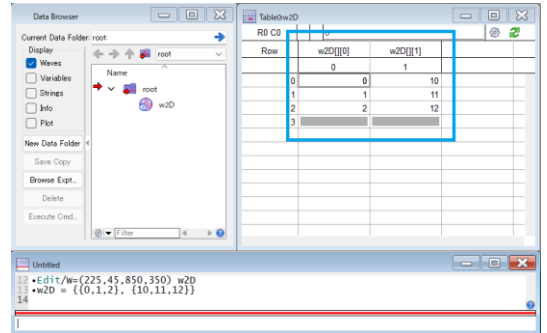 Data Browser
Current Data Folder: root:
Display
Waves
Variables
Strings
Info
Plot
New Data Folder
Save Copy
Browse Expt...
Delete
Execute Cmd...
root
Name
root
w2D
Filter
Table0:w2D
R0 C0
0
Row w2D[][0] w2D[][1]
0 1
0 0 10
1 1 11
2 2 12
3
Untitled
12 •Edit/W=(225,45,850,350) w2D
13 •w2D = {{0,1,2}, {10,11,12}}
14